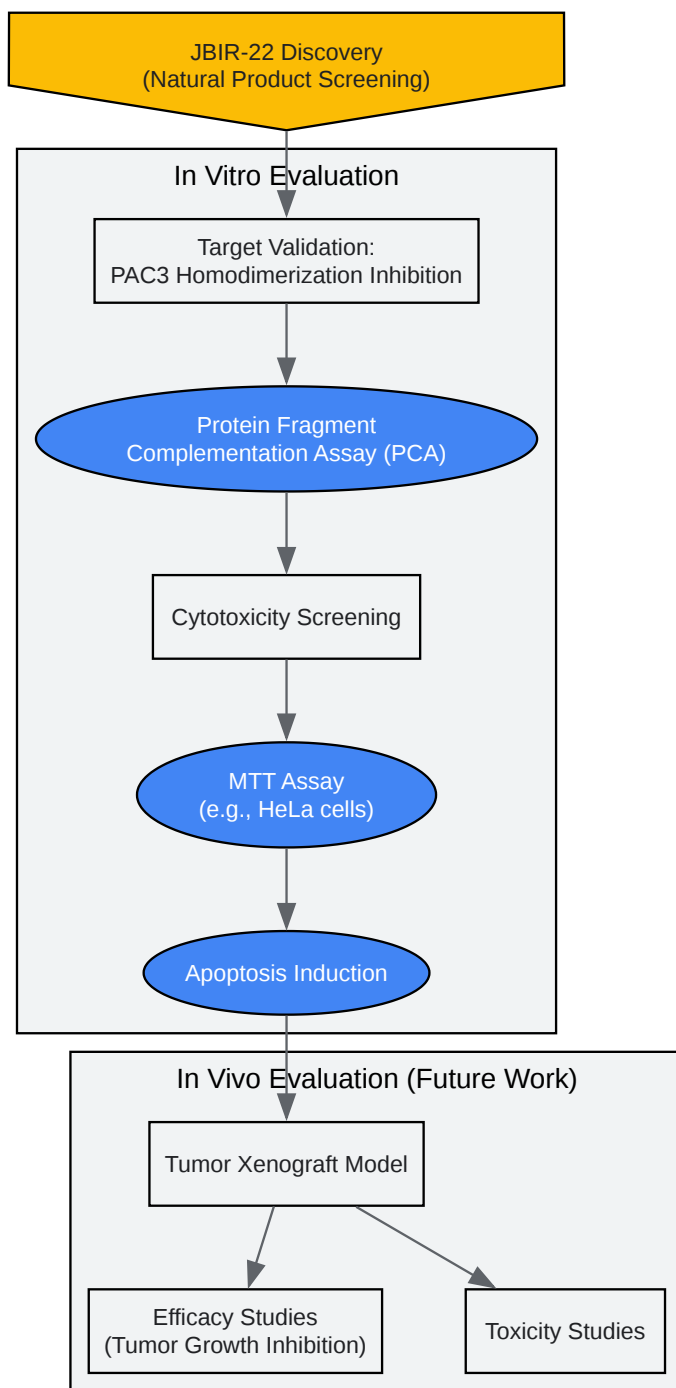 JBIR-22 Discovery
(Natural Product Screening)
In Vitro Evaluation
Target Validation:
PAC3 Homodimerization Inhibition
Protein Fragment
Complementation Assay (PCA)
Cytotoxicity Screening
MTT Assay
(e.g., HeLa cells)
Apoptosis Induction
In Vivo Evaluation (Future Work)
Tumor Xenograft Model
Efficacy Studies
(Tumor Growth Inhibition)
Toxicity Studies